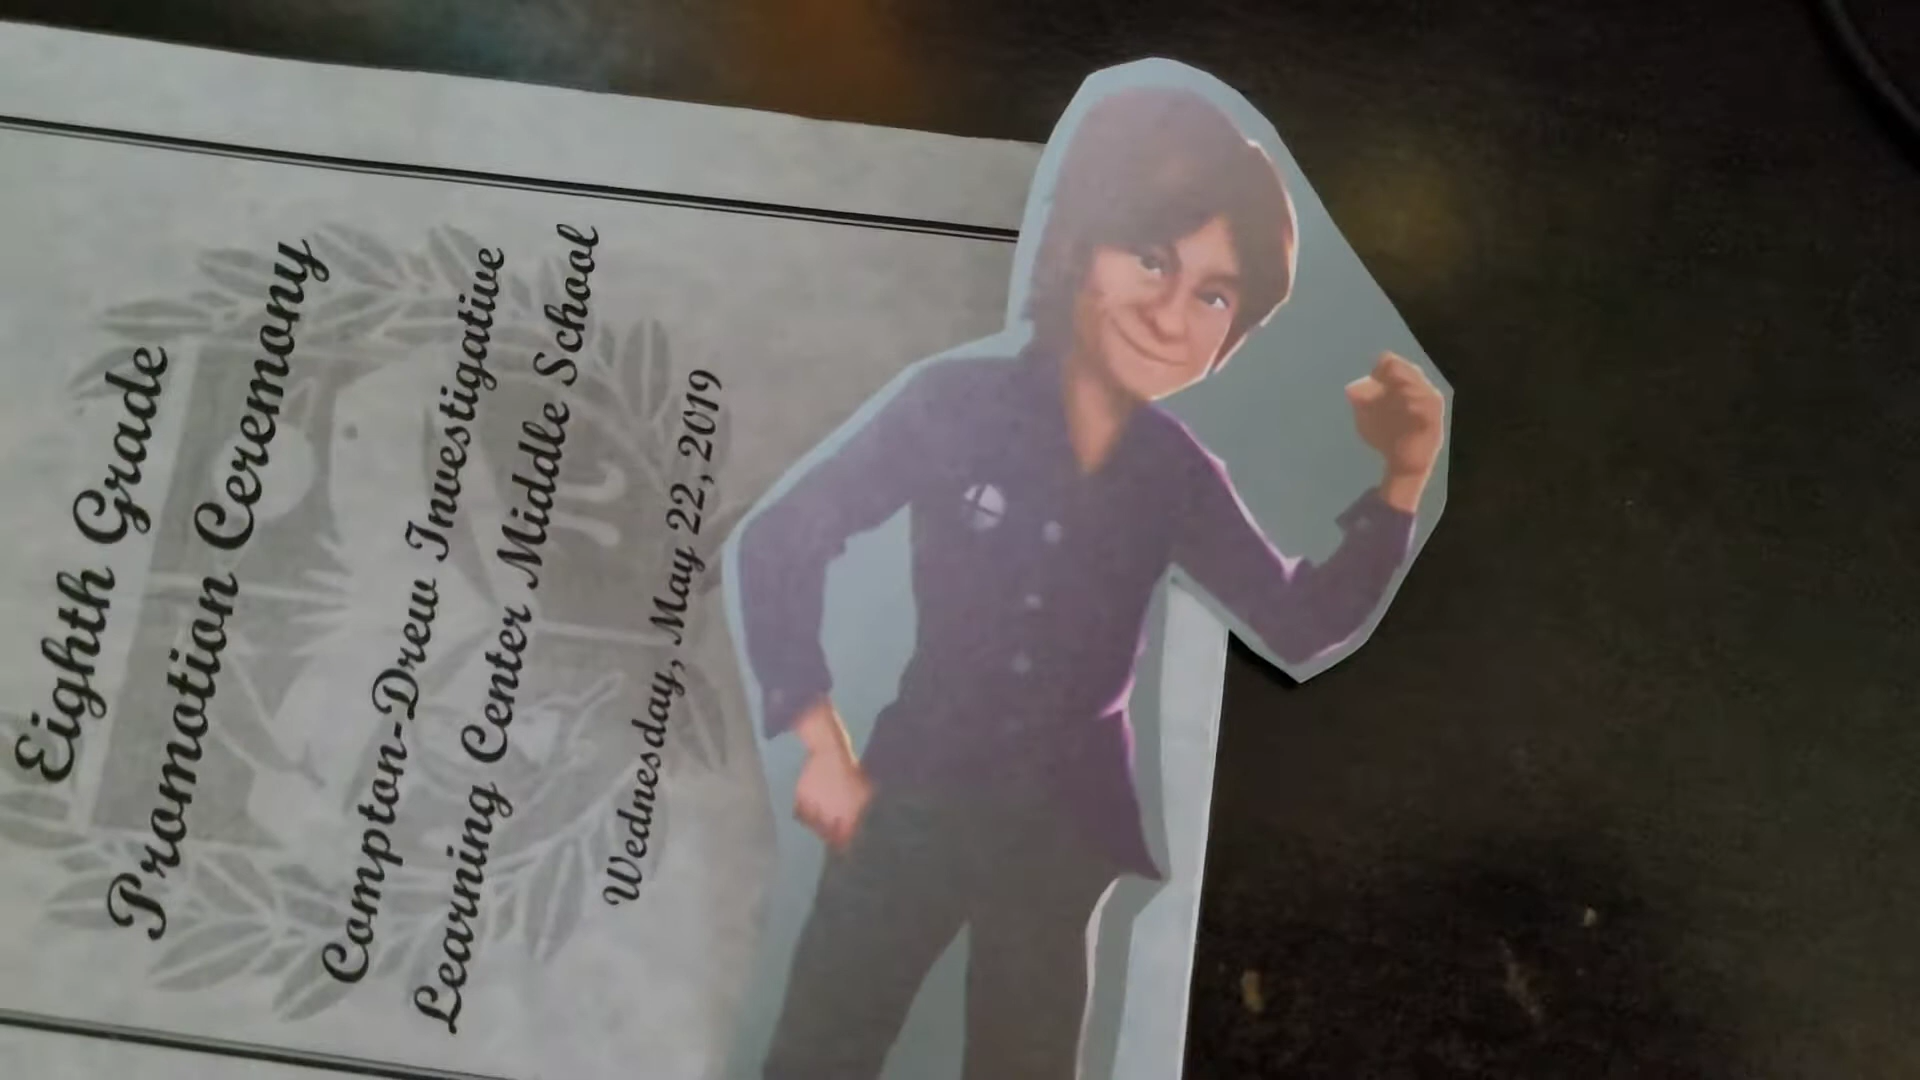 Eighth Grade
Promotion Ceremony
Compton-Drew Investigative
Learning Center Middle School
Wednesday, May 22, 2019